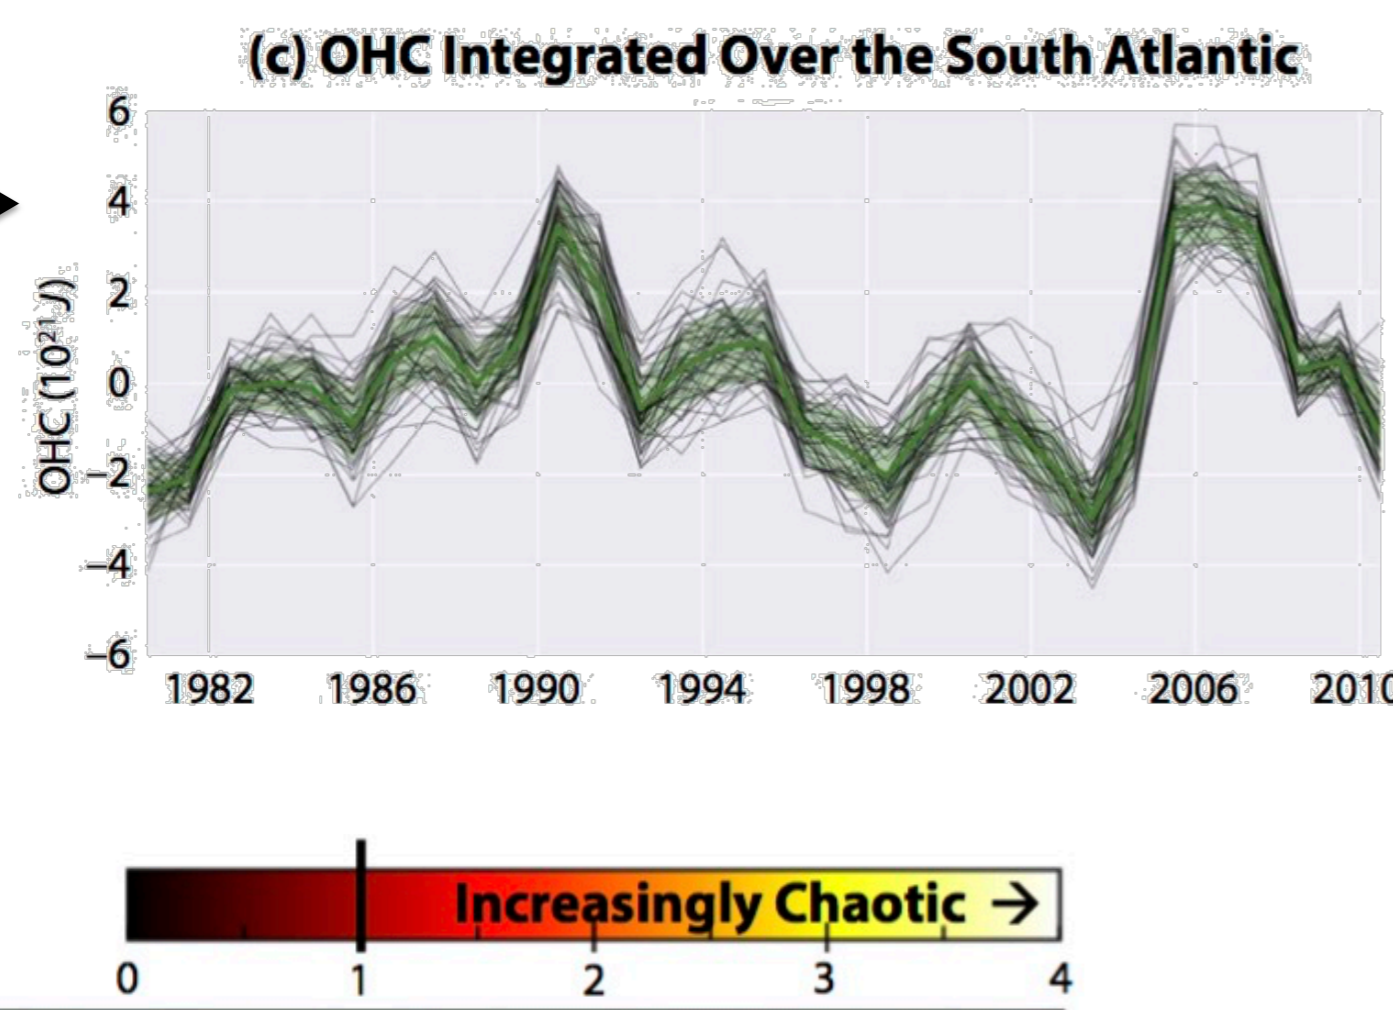 (c) OHC Integrated Over the South Atlantic
6
4
2
0
−2
−4
−6
OHC (10²¹ J)
1982 1986 1990 1994 1998 2002 2006 2010
Increasingly Chaotic →
0 1 2 3 4